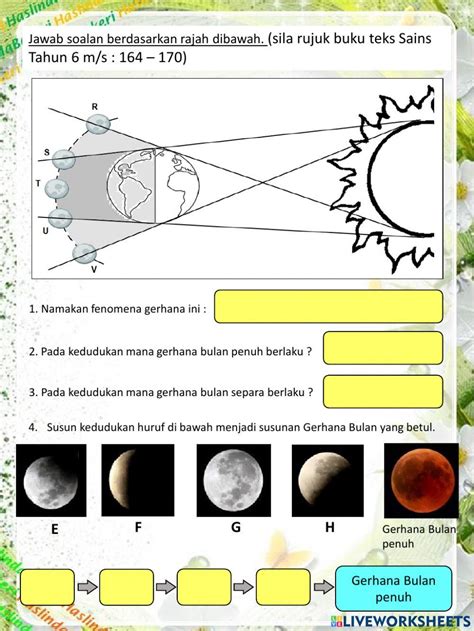 Jawab soalan berdasarkan rajah dibawah. (sila rujuk buku teks Sains
Tahun 6 m/s : 164 – 170)
R
S
T
U
V
1. Namakan fenomena gerhana ini :
2. Pada kedudukan mana gerhana bulan penuh berlaku ?
3. Pada kedudukan mana gerhana bulan separa berlaku ?
4. Susun kedudukan huruf di bawah menjadi susunan Gerhana Bulan yang betul.
E F G H Gerhana Bulan
penuh
Gerhana Bulan
penuh
LIVEWORKSHEETS